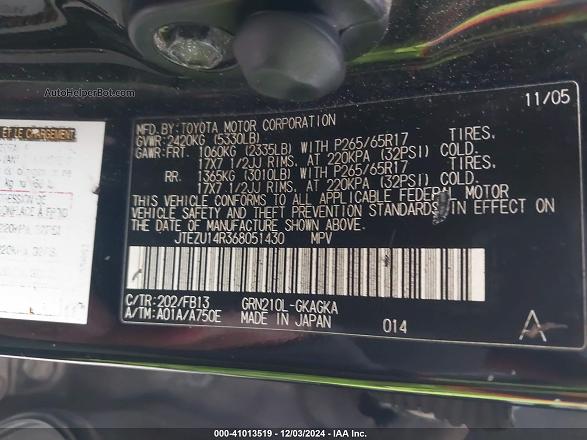 AutoHelperBot.com
11/05
MFD.BY:TOYOTA MOTOR CORPORATION
GVWR:2420KG (5330LB)
GAWR:FRT. 1060KG (2335LB) WITH P265/65R17 TIRES,
17X7 1/2JJ RIMS, AT 220KPA (32PSI) COLD
RR. 1365KG (3010LB) WITH P265/65R17 TIRES,
17X7 1/2JJ RIMS, AT 220KPA (32PSI) COLD
THIS VEHICLE CONFORMS TO ALL APPLICABLE FEDERAL MOTOR
VEHICLE SAFETY AND THEFT PREVENTION STANDARDS IN EFFECT ON
THE DATE OF MANUFACTURE SHOWN ABOVE.
JTEZU14R368051430 MPV
C/TR:202/FB13 GRN210L-GKAGKA
A/TM:A01A/A750E MADE IN JAPAN 014 A
ET LE CHARGEMENT
000-41013519 - 12/03/2024 - IAA Inc.